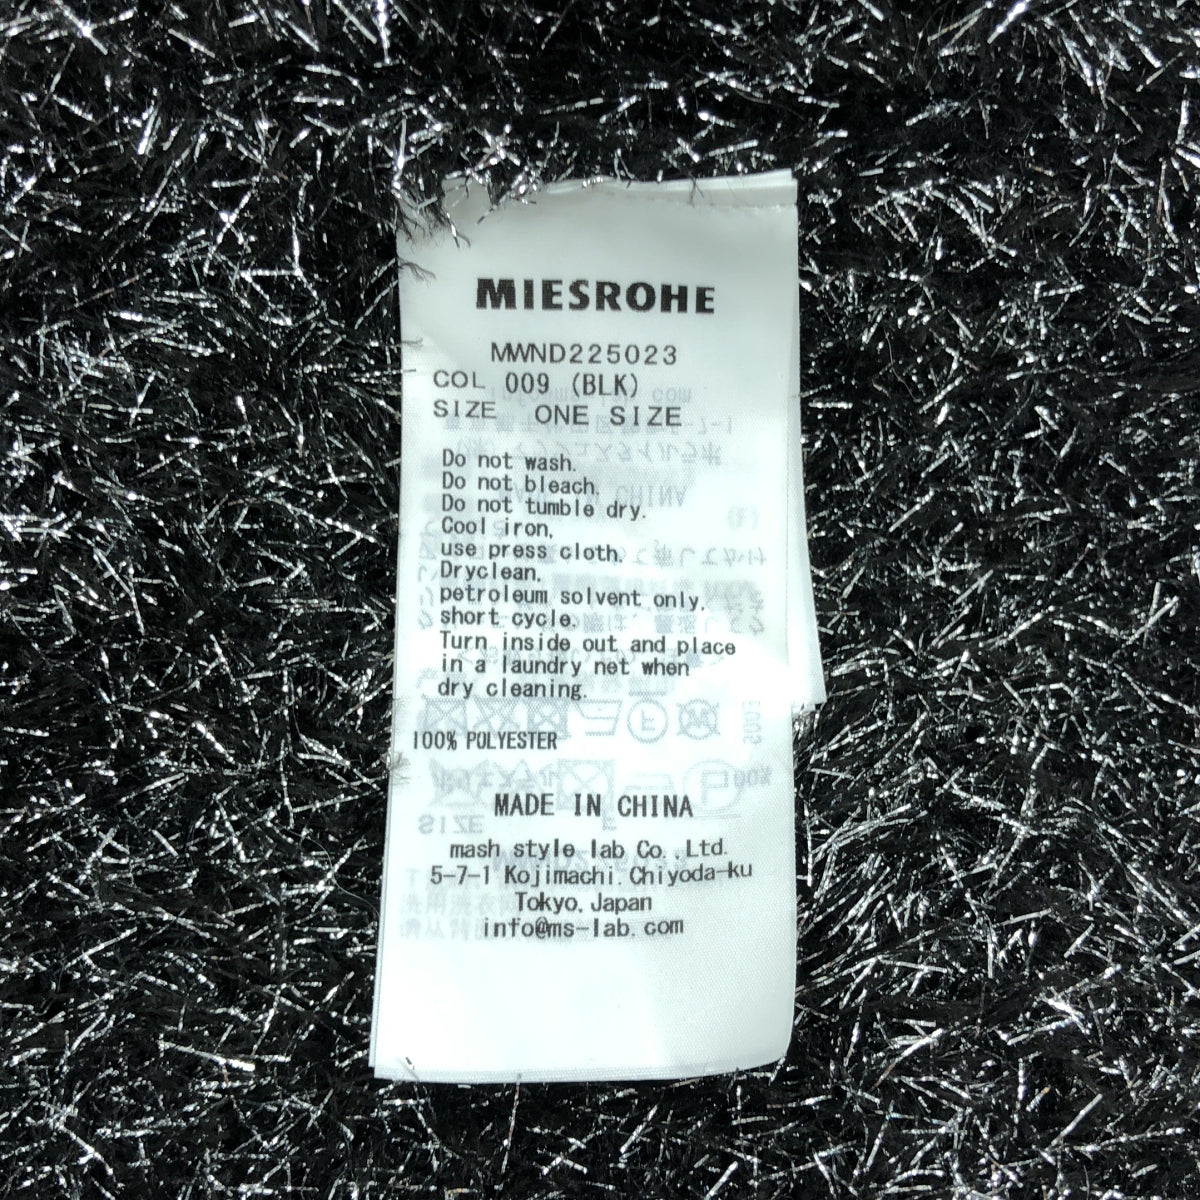 MIESROHE
MWND225023
COL 009 (BLK)
SIZE ONE SIZE
Do not wash.
Do not bleach.
Do not tumble dry.
Cool iron,
use press cloth.
Dryclean.
petroleum solvent only.
short cycle.
Turn inside out and place
in a laundry net when
dry cleaning.
100% POLYESTER
MADE IN CHINA
mash style lab Co.,Ltd.
5-7-1 Kojimachi.Chiyoda-ku
Tokyo.Japan
info@ms-lab.com